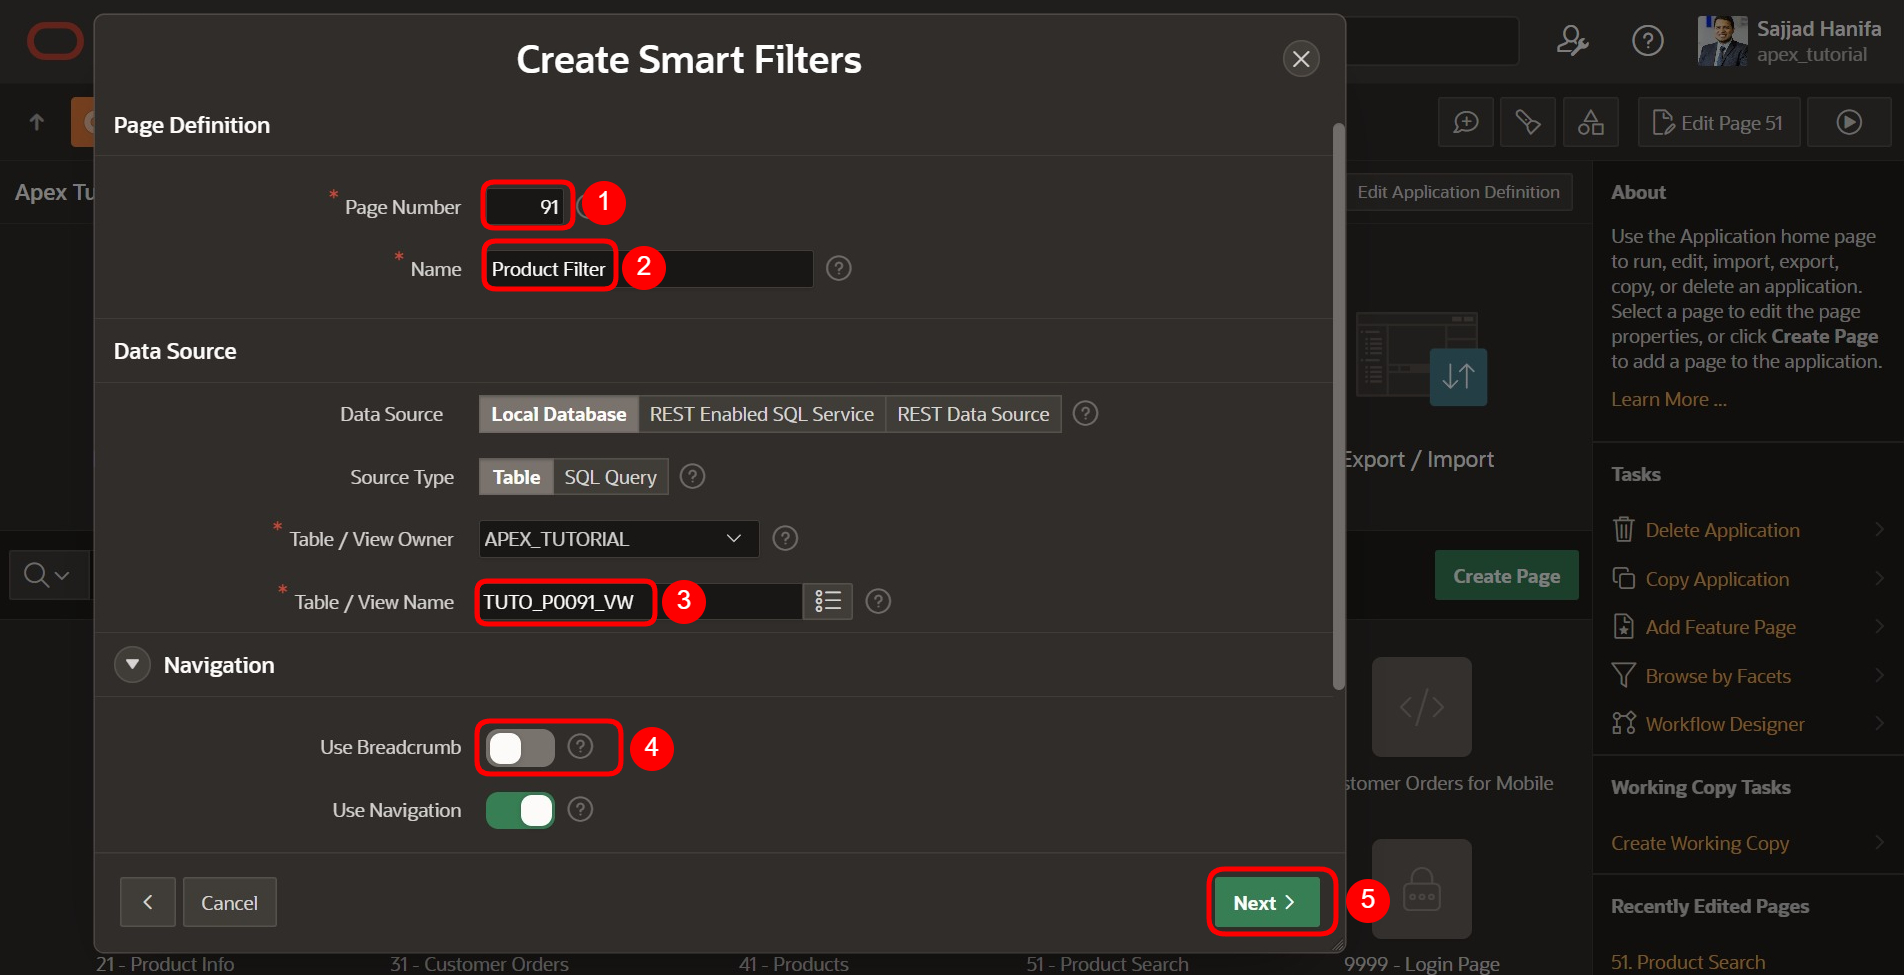 Create Smart Filters
Sajjad Hanifa
apex_tutorial
Page Definition
Edit Page 51
Apex Tu
Edit Application Definition
About
* Page Number 91 1
* Name Product Filter 2
Use the Application home page
to run, edit, import, export,
copy, or delete an application.
Select a page to edit the page
properties, or click Create Page
to add a page to the application.
Learn More ...
Data Source
Data Source Local Database REST Enabled SQL Service REST Data Source
Export / Import
Source Type Table SQL Query
* Table / View Owner APEX_TUTORIAL
* Table / View Name TUTO_P0091_VW 3
Create Page
Tasks
Delete Application
Copy Application
Add Feature Page
Browse by Facets
Workflow Designer
Navigation
Use Breadcrumb 4
Use Navigation
stomer Orders for Mobile
Working Copy Tasks
Create Working Copy
Cancel
Next 5
Recently Edited Pages
21 - Product Info
31 - Customer Orders
41 - Products
51 - Product Search
9999 - Login Page
51. Product Search